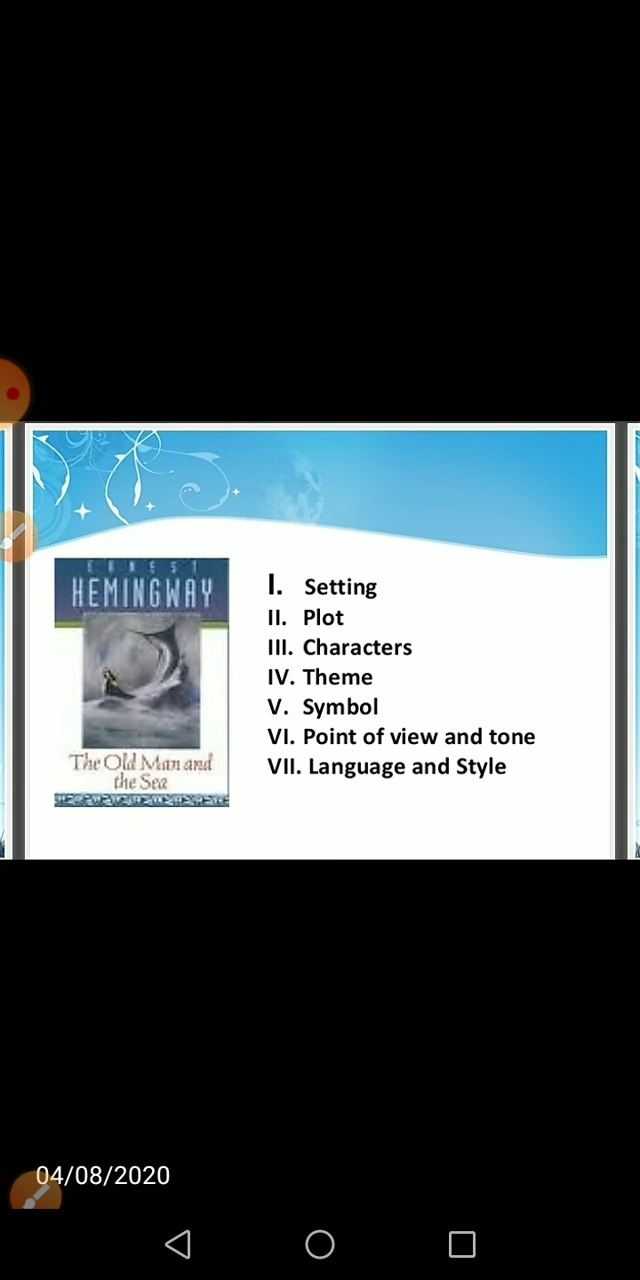 ERNEST
HEMINGWAY
The Old Man and
the Sea
I. Setting
II. Plot
III. Characters
IV. Theme
V. Symbol
VI. Point of view and tone
VII. Language and Style
04/08/2020